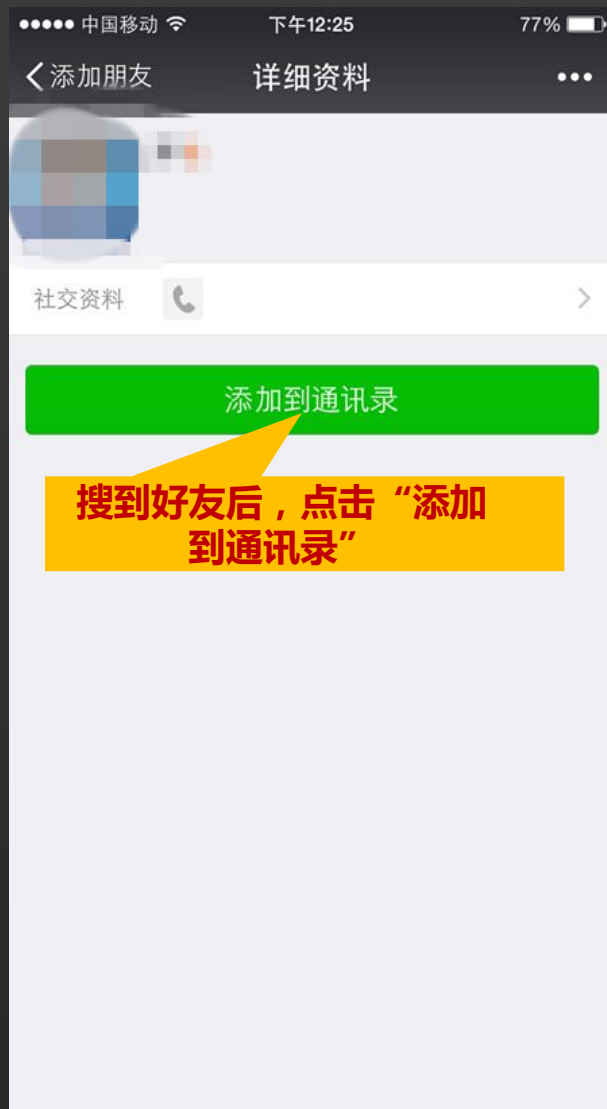 中国移动 下午12:25 77%
添加朋友 详细资料
社交资料
添加到通讯录
搜到好友后，点击“添加
到通讯录”